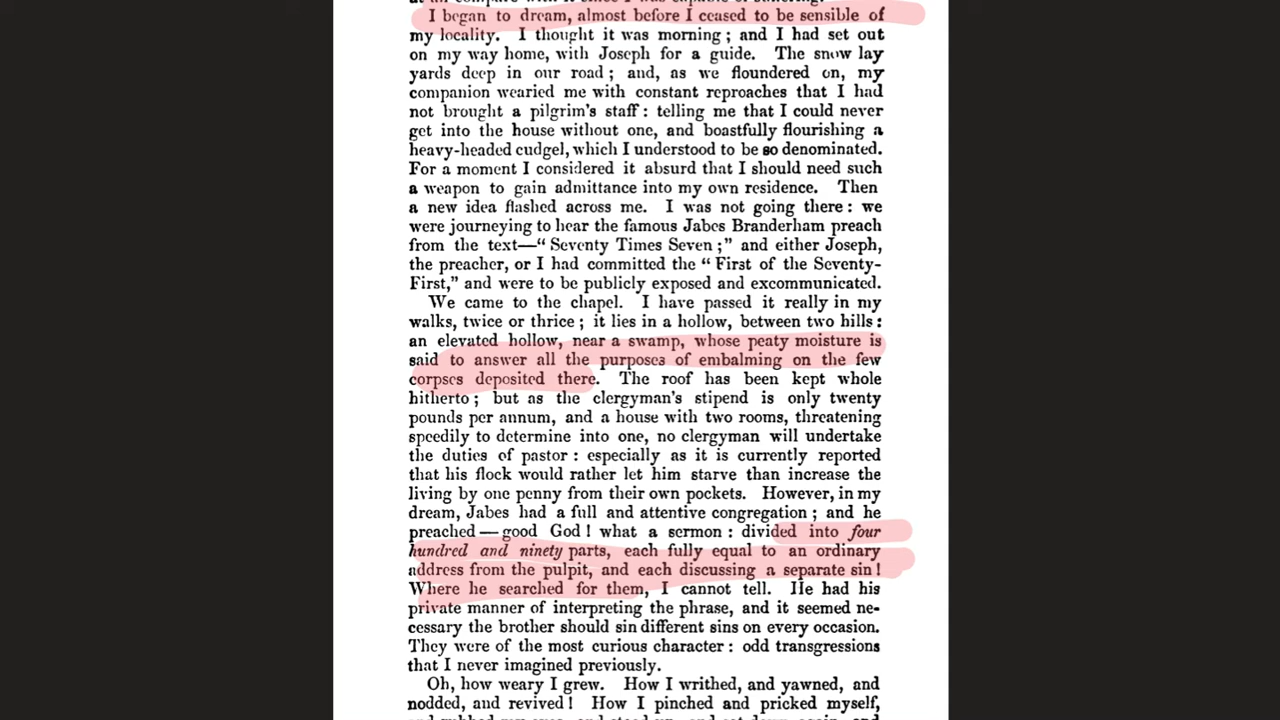 I began to dream, almost before I ceased to be sensible of
my locality. I thought it was morning ; and I had set out
on my way home, with Joseph for a guide. The snow lay
yards deep in our road ; and, as we floundered on, my
companion wearied me with constant reproaches that I had
not brought a pilgrim's staff : telling me that I could never
get into the house without one, and boastfully flourishing a
heavy-headed cudgel, which I understood to be so denominated.
For a moment I considered it absurd that I should need such
a weapon to gain admittance into my own residence. Then
a new idea flashed across me. I was not going there : we
were journeying to hear the famous Jabes Branderham preach
from the text—“ Seventy Times Seven ;” and either Joseph,
the preacher, or I had committed the “ First of the Seventy-
First,” and were to be publicly exposed and excommunicated.
We came to the chapel. I have passed it really in my
walks, twice or thrice ; it lies in a hollow, between two hills :
an elevated hollow, near a swamp, whose peaty moisture is
said to answer all the purposes of embalming on the few
corpses deposited there. The roof has been kept whole
hitherto ; but as the clergyman's stipend is only twenty
pounds per annum, and a house with two rooms, threatening
speedily to determine into one, no clergyman will undertake
the duties of pastor : especially as it is currently reported
that his flock would rather let him starve than increase the
living by one penny from their own pockets. However, in my
dream, Jabes had a full and attentive congregation ; and he
preached — good God ! what a sermon : divided into four
hundred and ninety parts, each fully equal to an ordinary
address from the pulpit, and each discussing a separate sin !
Where he searched for them, I cannot tell. He had his
private manner of interpreting the phrase, and it seemed ne-
cessary the brother should sin different sins on every occasion.
They were of the most curious character : odd transgressions
that I never imagined previously.
Oh, how weary I grew. How I writhed, and yawned, and
nodded, and revived ! How I pinched and pricked myself,